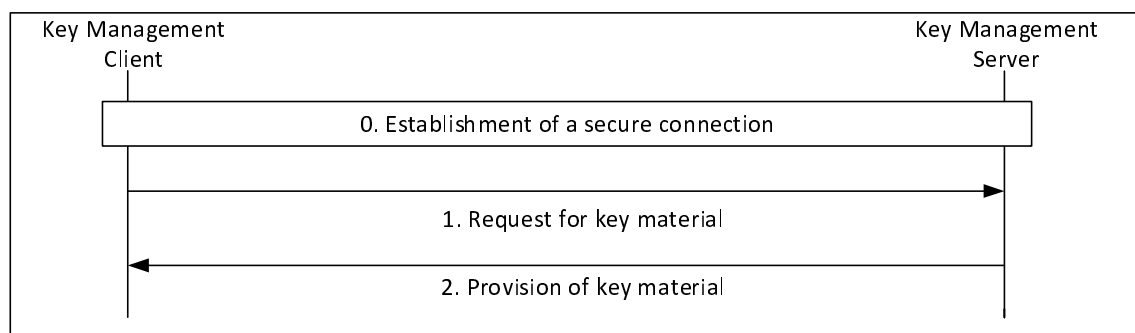 Key Management
Client
Key Management
Server
0. Establishment of a secure connection
1. Request for key material
2. Provision of key material